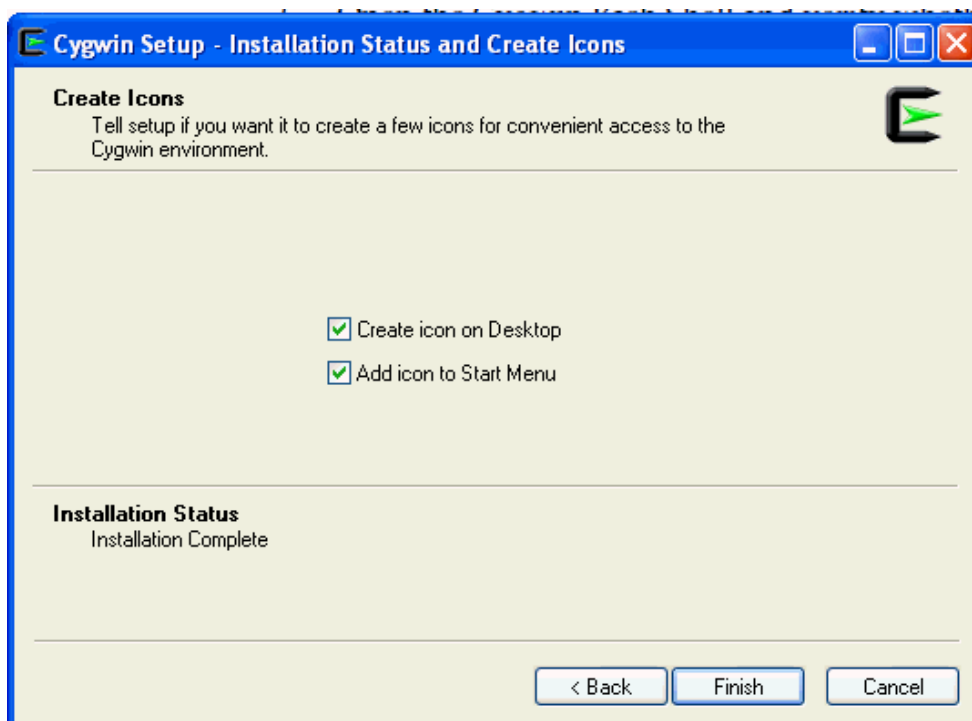 Cygwin Setup - Installation Status and Create Icons
Create Icons
Tell setup if you want it to create a few icons for convenient access to the
Cygwin environment.
Create icon on Desktop
Add icon to Start Menu
Installation Status
Installation Complete
< Back
Finish
Cancel